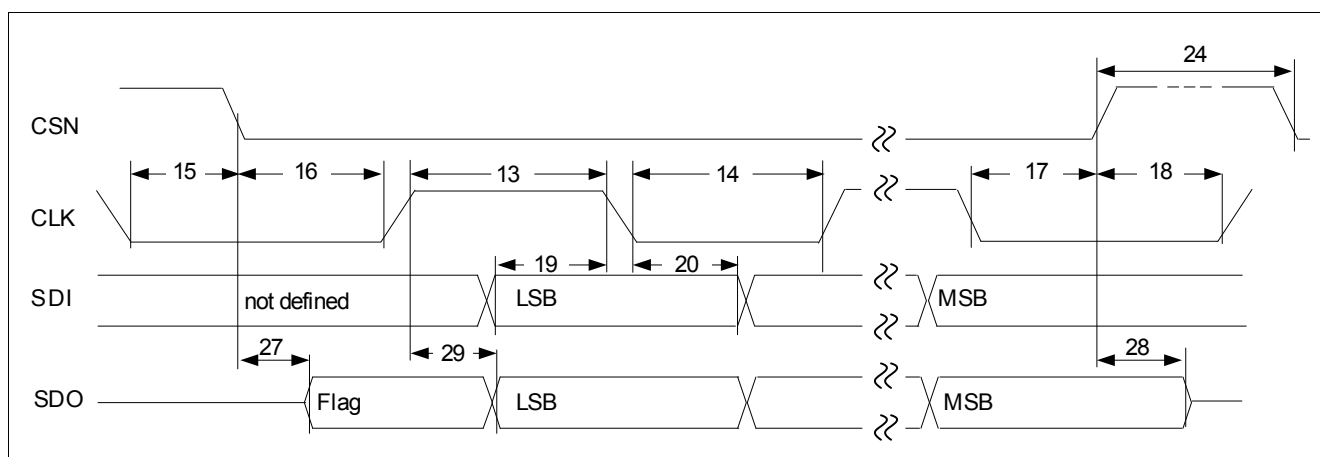 24
CSN
15 16 13 14 17 18
CLK
19 20
SDI not defined LSB MSB
27 29 28
SDO Flag LSB MSB